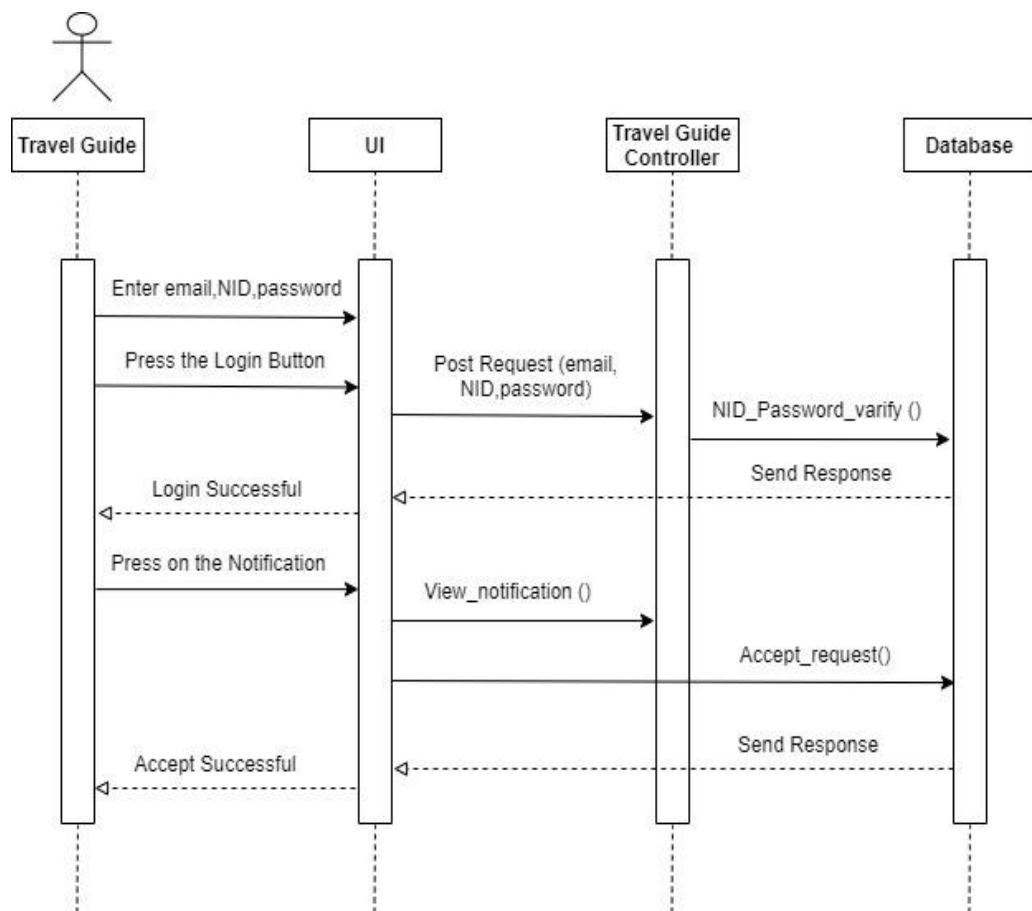 Travel Guide
UI
Travel Guide
Controller
Database
Enter email,NID,password
Press the Login Button
Post Request (email,
NID,password)
NID_Password_varify ()
Send Response
Login Successful
Press on the Notification
View_notification ()
Accept_request()
Send Response
Accept Successful